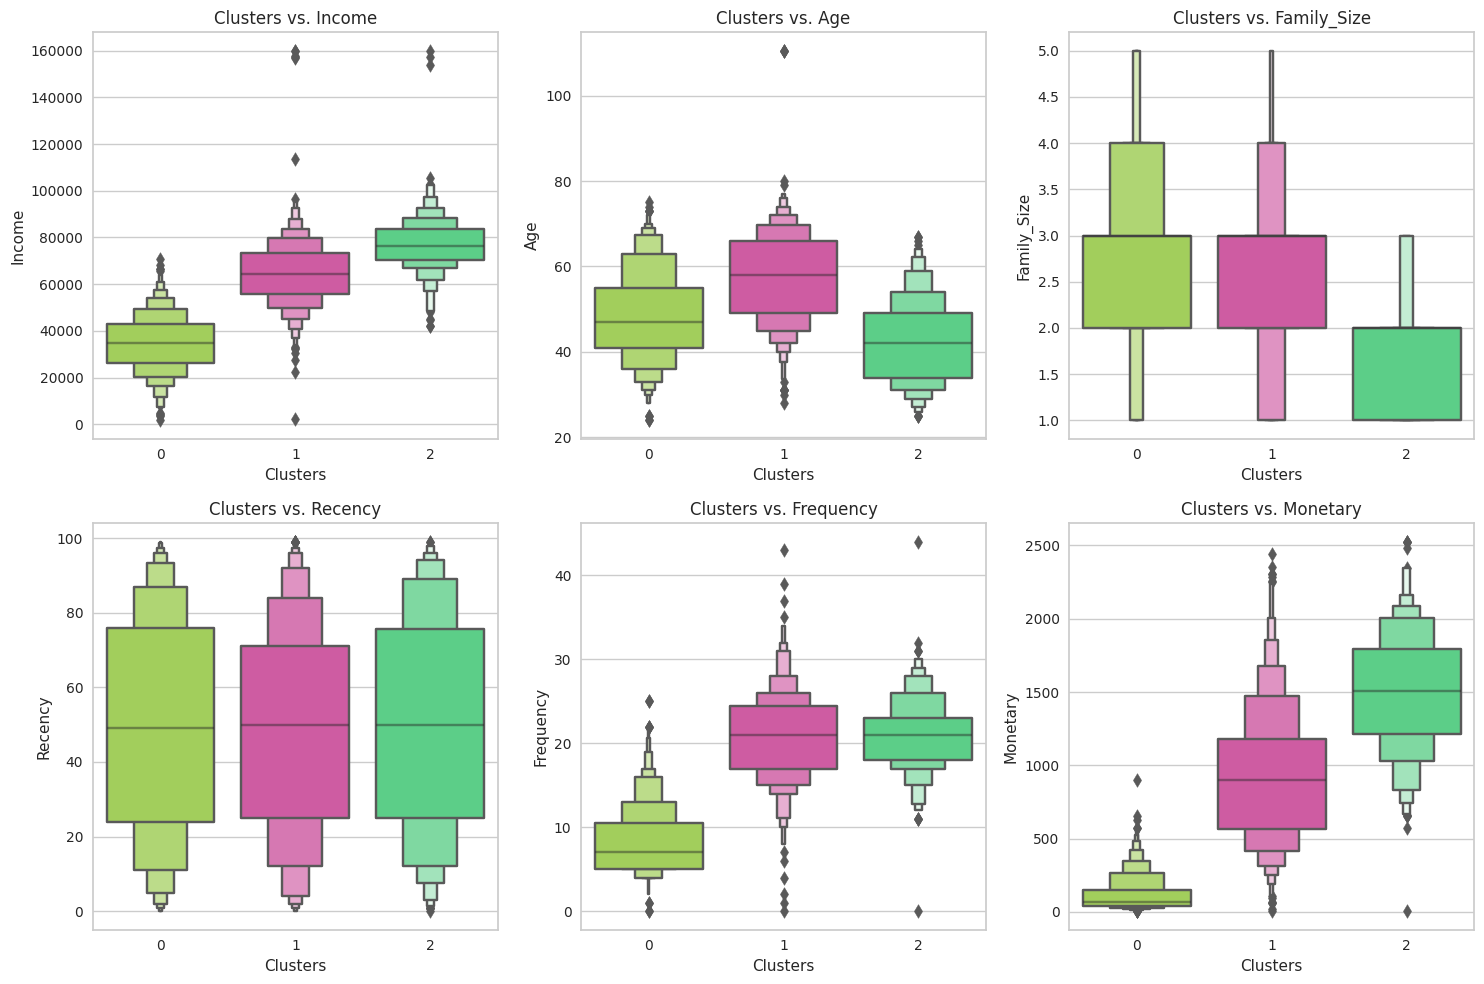 Clusters vs. Income
160000
140000
120000
100000
80000
60000
40000
20000
0
Income
0 1 2
Clusters
Clusters vs. Age
100
80
60
40
20
Age
0 1 2
Clusters
Clusters vs. Family_Size
5.0
4.5
4.0
3.5
3.0
2.5
2.0
1.5
1.0
Family_Size
0 1 2
Clusters
Clusters vs. Recency
100
80
60
40
20
0
Recency
0 1 2
Clusters
Clusters vs. Frequency
40
30
20
10
0
Frequency
0 1 2
Clusters
Clusters vs. Monetary
2500
2000
1500
1000
500
0
Monetary
0 1 2
Clusters